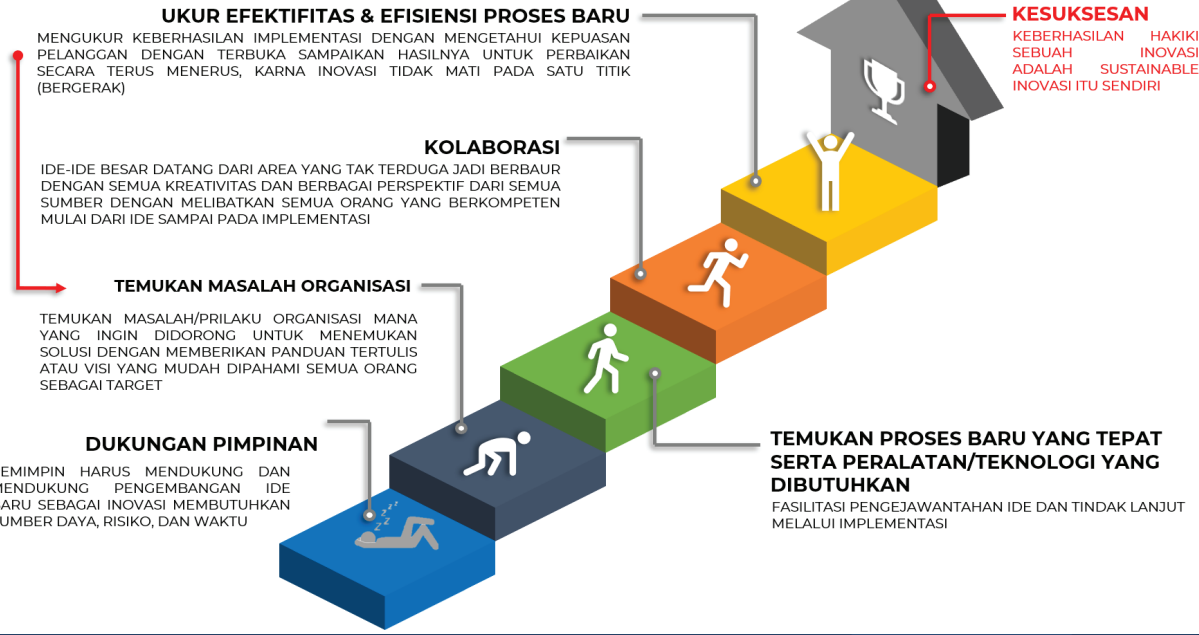 UKUR EFEKTIFITAS & EFISIENSI PROSES BARU
MENGUKUR KEBERHASILAN IMPLEMENTASI DENGAN MENGETAHUI KEPUASAN
PELANGGAN DENGAN TERBUKA SAMPAIKAN HASILNYA UNTUK PERBAIKAN
SECARA TERUS MENERUS, KARNA INOVASI TIDAK MATI PADA SATU TITIK
(BERGERAK)
KESUKSESAN
KEBERHASILAN HAKIKI
SEBUAH INOVASI
ADALAH SUSTAINABLE
INOVASI ITU SENDIRI
KOLABORASI
IDE-IDE BESAR DATANG DARI AREA YANG TAK TERDUGA JADI BERBAUR
DENGAN SEMUA KREATIVITAS DAN BERBAGAI PERSPEKTIF DARI SEMUA
SUMBER DENGAN MELIBATKAN SEMUA ORANG YANG BERKOMPETEN
MULAI DARI IDE SAMPAI PADA IMPLEMENTASI
TEMUKAN MASALAH ORGANISASI
TEMUKAN MASALAH/PRILAKU ORGANISASI MANA
YANG INGIN DIDORONG UNTUK MENEMUKAN
SOLUSI DENGAN MEMBERIKAN PANDUAN TERTULIS
ATAU VISI YANG MUDAH DIPAHAMI SEMUA ORANG
SEBAGAI TARGET
DUKUNGAN PIMPINAN
EMIMPIN HARUS MENDUKUNG DAN
MENDUKUNG PENGEMBANGAN IDE
BARU SEBAGAI INOVASI MEMBUTUHKAN
UMBER DAYA, RISIKO, DAN WAKTU
TEMUKAN PROSES BARU YANG TEPAT
SERTA PERALATAN/TEKNOLOGI YANG
DIBUTUHKAN
FASILITASI PENGEJAWANTAHAN IDE DAN TINDAK LANJUT
MELALUI IMPLEMENTASI
zzzZZ